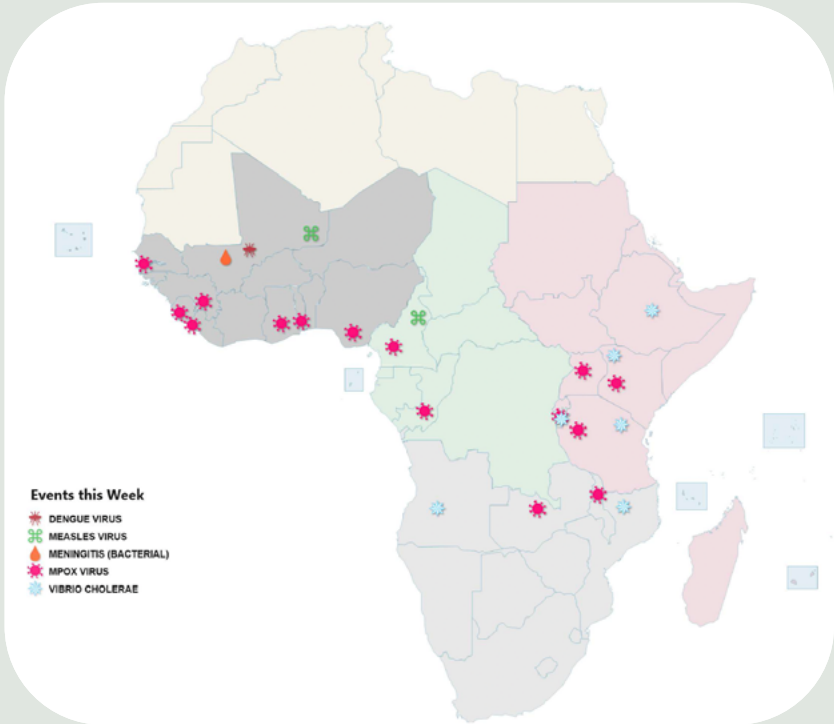 Events this Week
DENGUE VIRUS
MEASLES VIRUS
MENINGITIS (BACTERIAL)
MPOX VIRUS
VIBRIO CHOLERAE